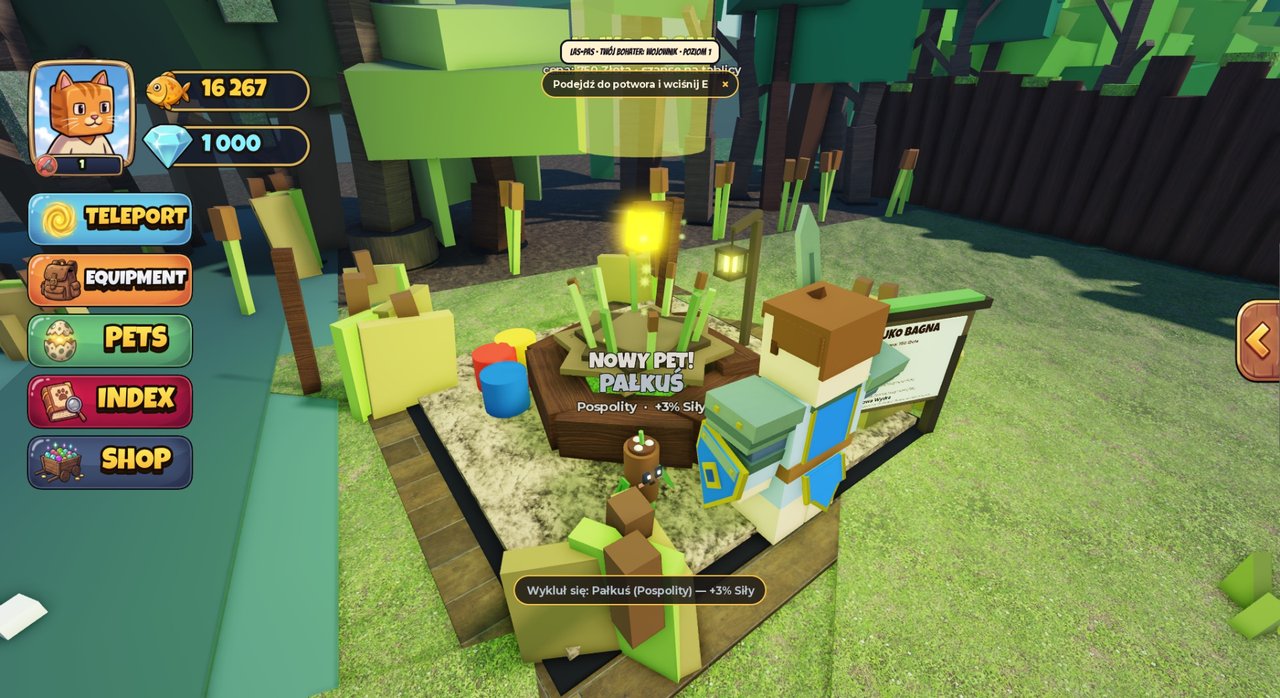 LAS-PAS · TWÓJ BOHATER: WOJOWNIK · POZIOM 1
Podejdź do potwora i wciśnij E ×
16 267
1 000
1
TELEPORT
EQUIPMENT
PETS
INDEX
SHOP
NOWY PET!
PAŁKUŚ
Pospolity · +3% Siły
BAGNA
Wykluł się: Pałkuś (Pospolity) — +3% Siły